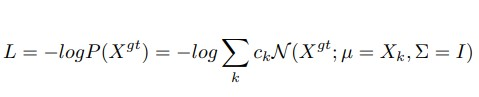 L = −logP(X^{gt}) = −log ∑_k c_k 𝒩(X^{gt}; μ = X_k, Σ = I)